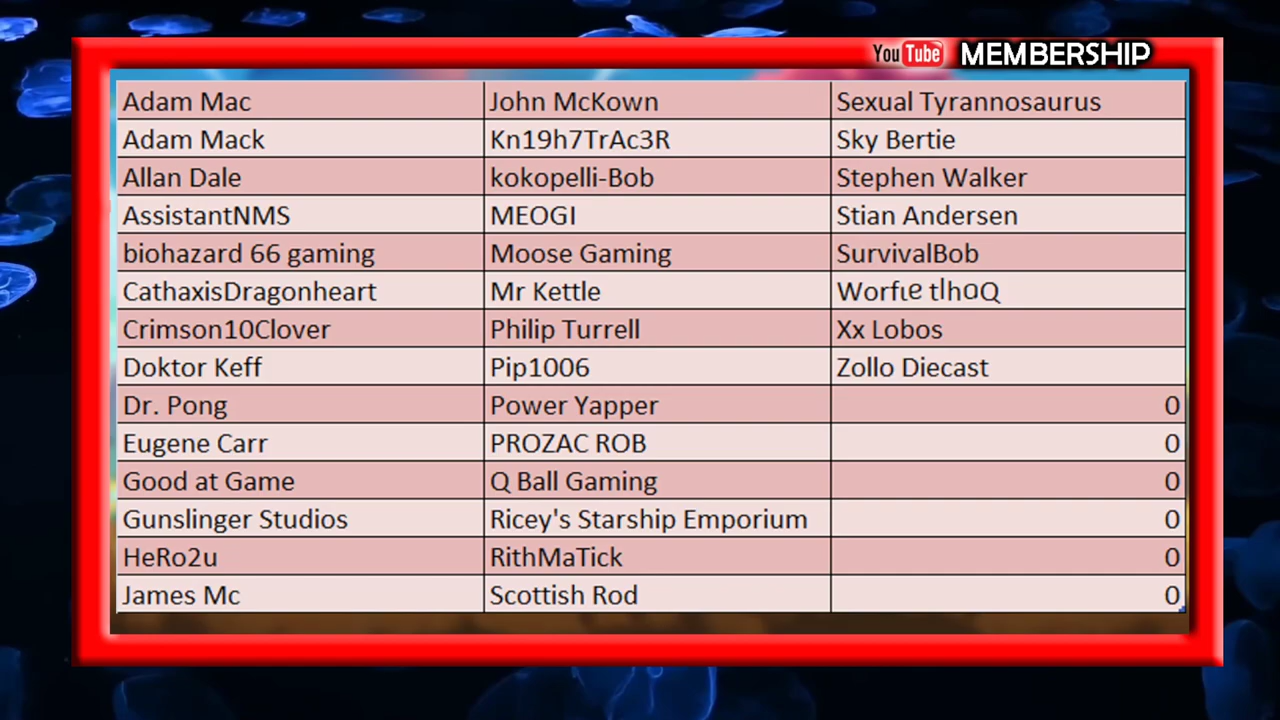 YouTube MEMBERSHIP
Adam Mac John McKown Sexual Tyrannosaurus
Adam Mack Kn19h7TrAc3R Sky Bertie
Allan Dale kokopelli-Bob Stephen Walker
AssistantNMS MEOGI Stian Andersen
biohazard 66 gaming Moose Gaming SurvivalBob
CathaxisDragonheart Mr Kettle Worfιҽ tlhαQ
Crimson10Clover Philip Turrell Xx Lobos
Doktor Keff Pip1006 Zollo Diecast
Dr. Pong Power Yapper 0
Eugene Carr PROZAC ROB 0
Good at Game Q Ball Gaming 0
Gunslinger Studios Ricey's Starship Emporium 0
HeRo2u RithMaTick 0
James Mc Scottish Rod 0